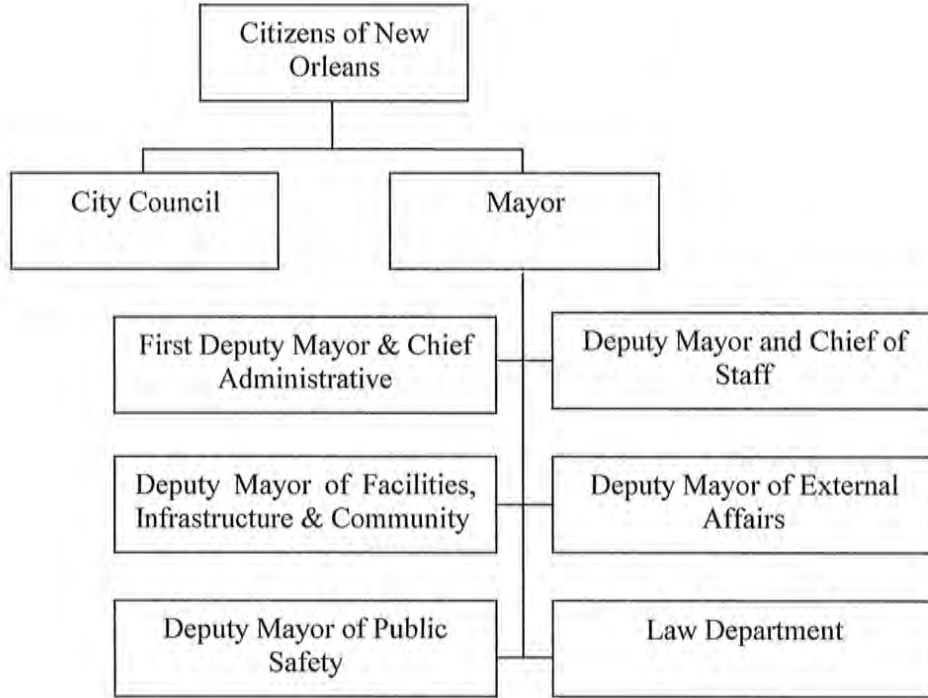 Citizens of New
Orleans
City Council
Mayor
First Deputy Mayor & Chief
Administrative
Deputy Mayor and Chief of
Staff
Deputy Mayor of Facilities,
Infrastructure & Community
Deputy Mayor of External
Affairs
Deputy Mayor of Public
Safety
Law Department